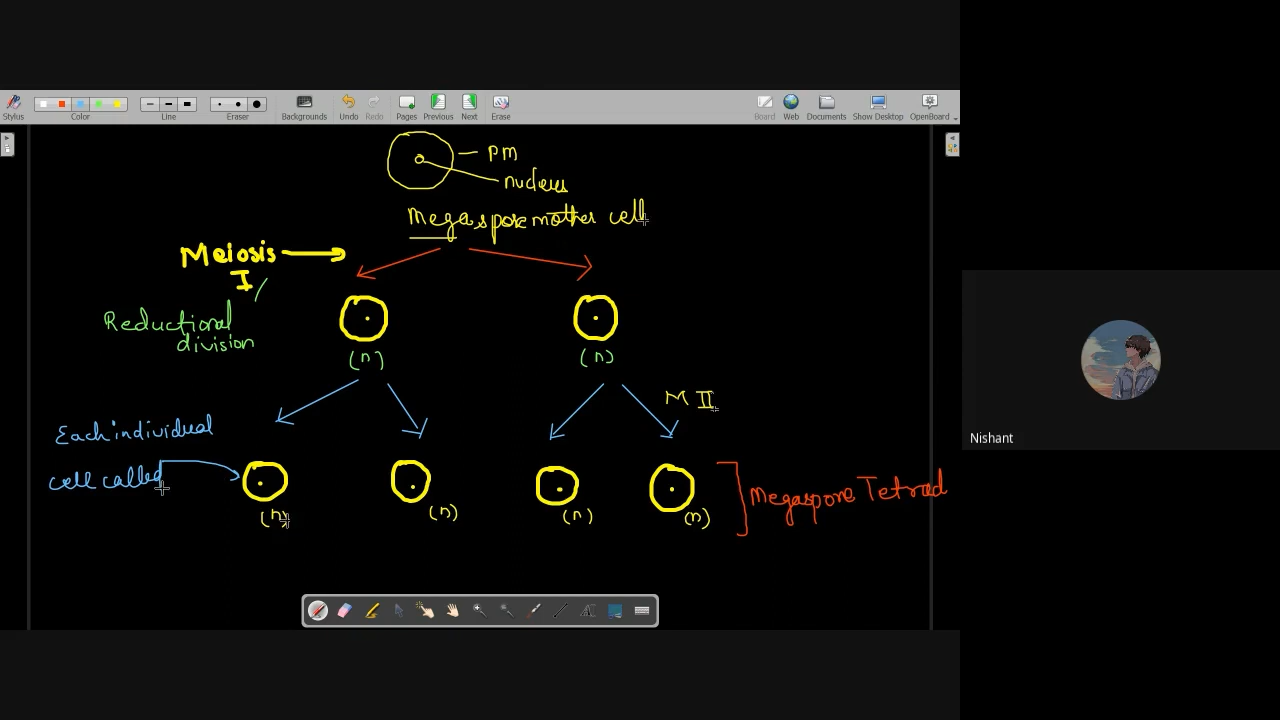 Stylus
Color
Line
Eraser
Backgrounds
Undo
Redo
Pages
Previous
Next
Erase
Board
Web
Documents
Show Desktop
OpenBoard
pm
nucleus
Megaspore mother cell
Meiosis
I
Reductional
division
(n)
(n)
M II
Each individual
cell called
(n)
(n)
(n)
(n)
Megaspore Tetrad
Nishant